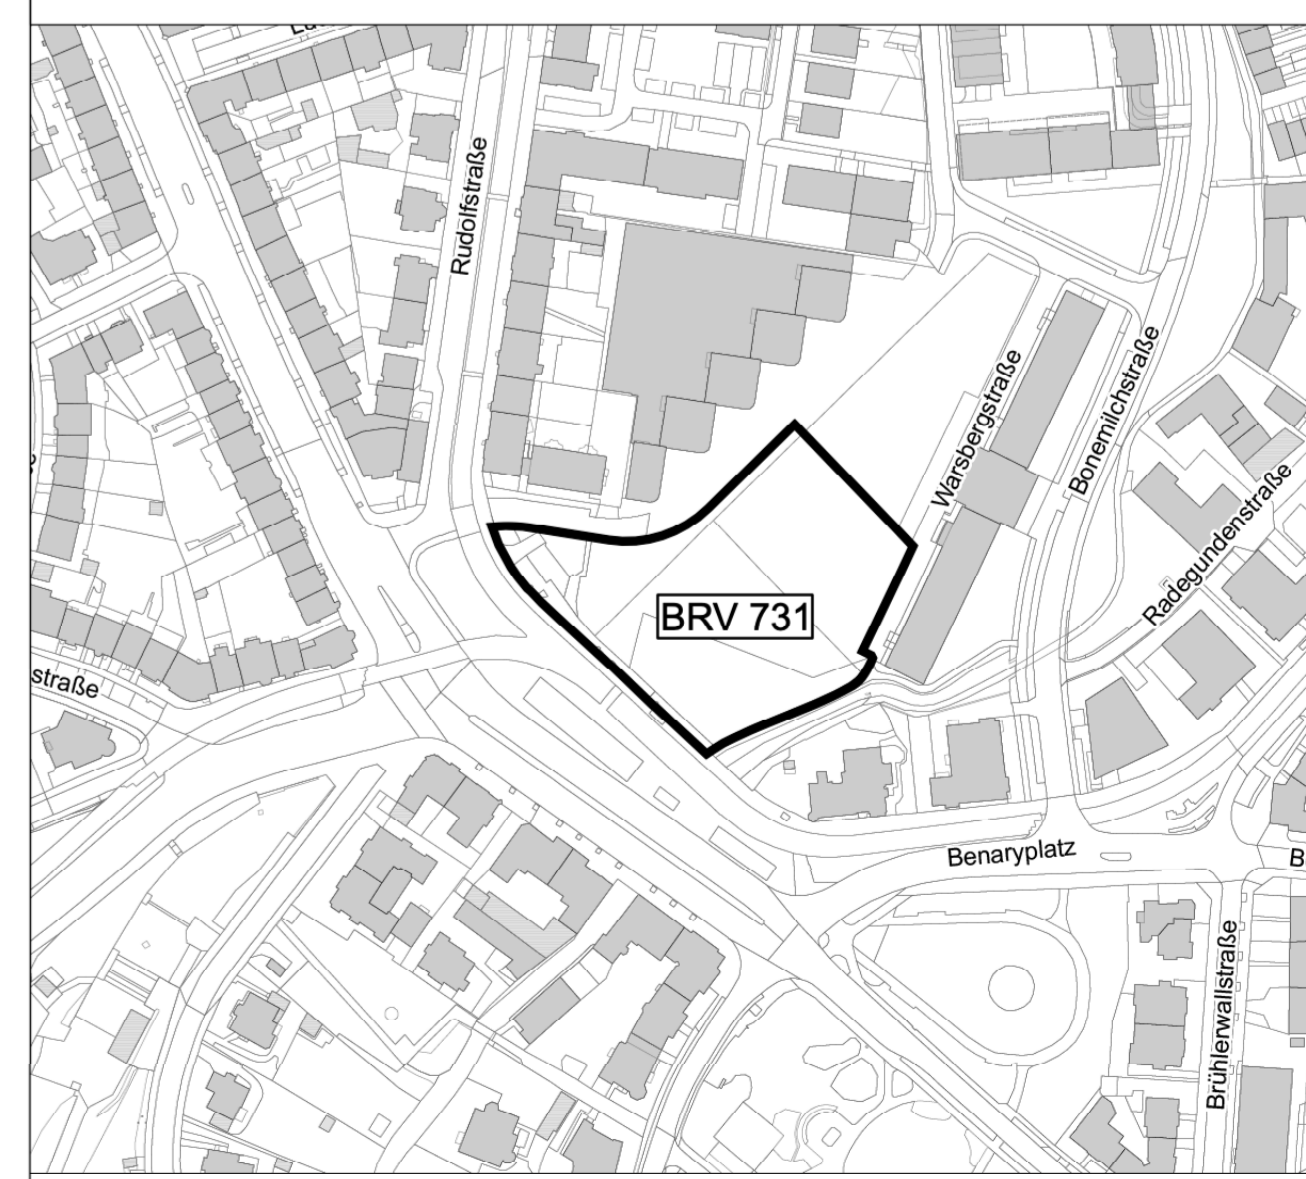 Rudolfstraße
Warsbergstraße
Bonemilchstraße
Radegundenstraße
BRV 731
straße
Benaryplatz
Brühlerwallstraße